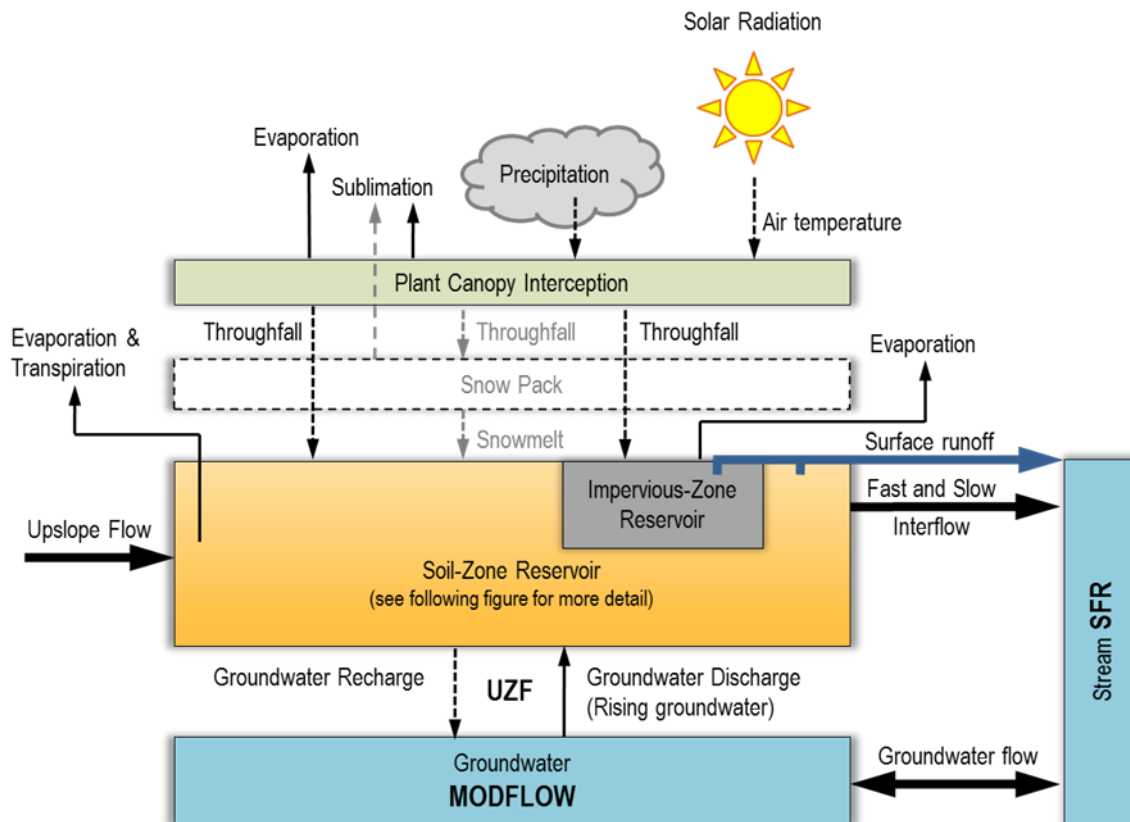 Solar Radiation
Evaporation
Sublimation
Precipitation
Air temperature
Plant Canopy Interception
Throughfall
Throughfall
Throughfall
Evaporation &
Transpiration
Evaporation
Snow Pack
Snowmelt
Surface runoff
Impervious-Zone
Reservoir
Fast and Slow
Interflow
Upslope Flow
Soil-Zone Reservoir
(see following figure for more detail)
Stream SFR
Groundwater Recharge
UZF
Groundwater Discharge
(Rising groundwater)
Groundwater
MODFLOW
Groundwater flow